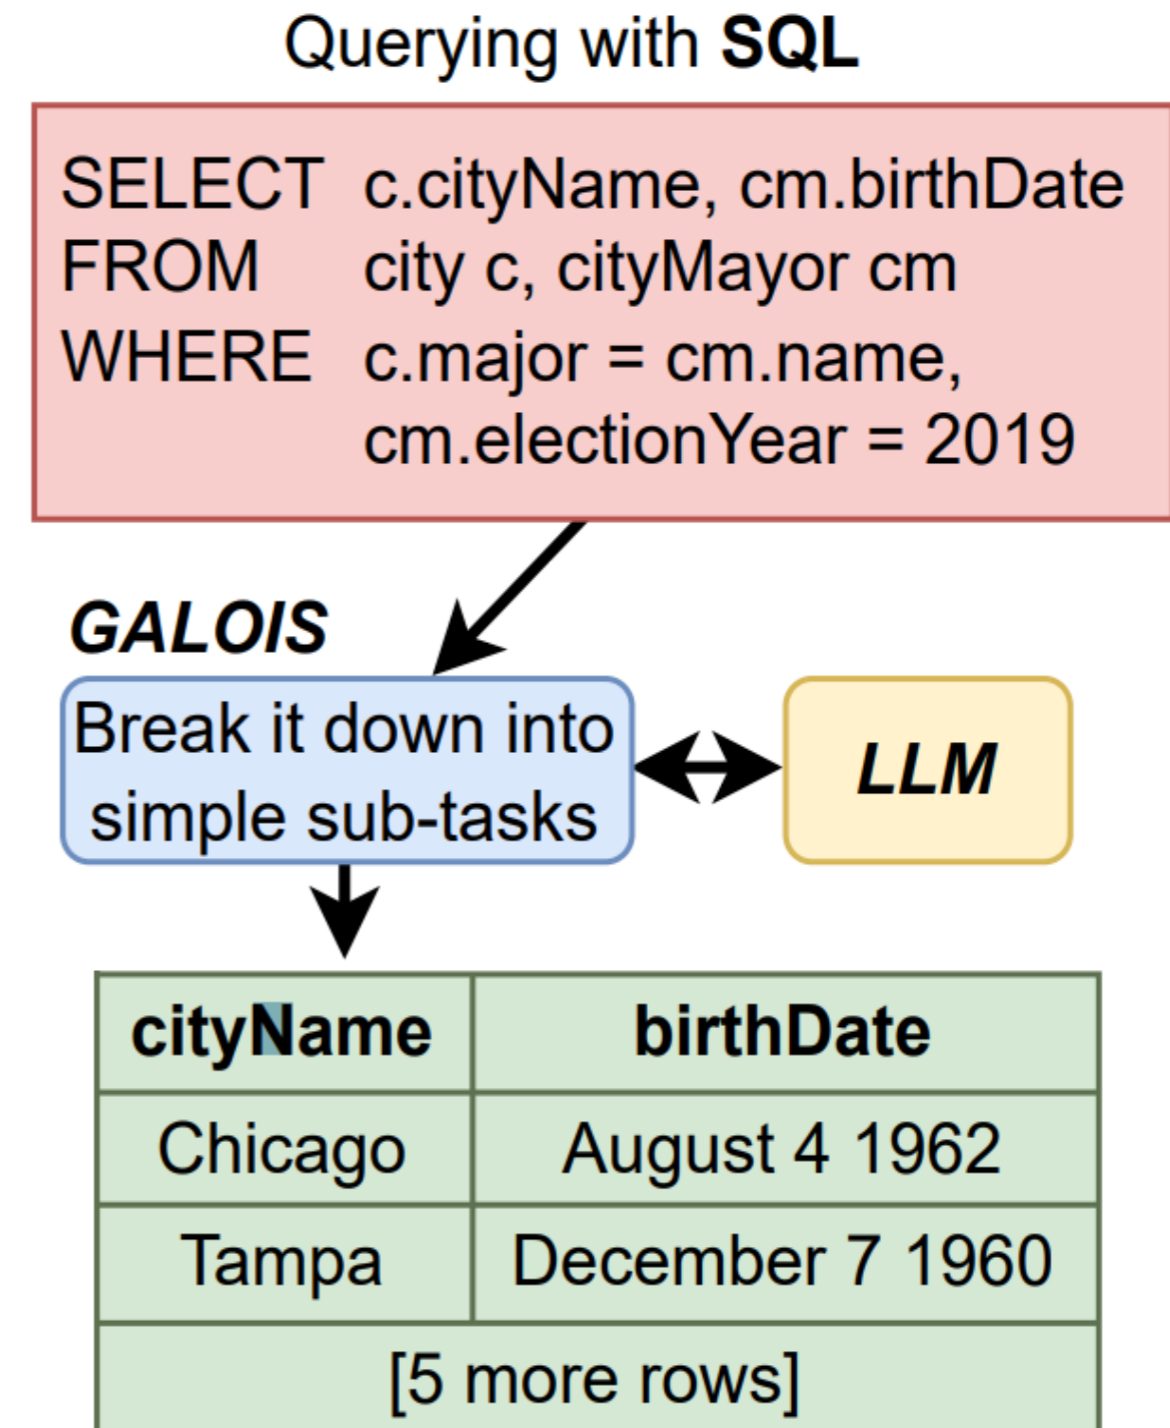 Querying with SQL
SELECT c.cityName, cm.birthDate
FROM city c, cityMayor cm
WHERE c.major = cm.name,
cm.electionYear = 2019
GALOIS
Break it down into
simple sub-tasks
LLM
cityName birthDate
Chicago August 4 1962
Tampa December 7 1960
[5 more rows]